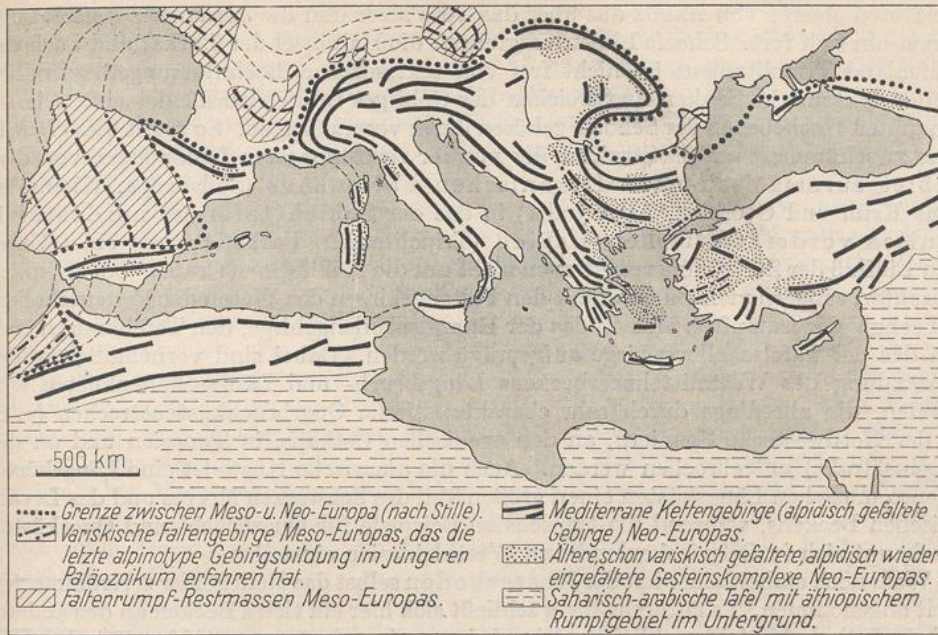 500 km
Grenze zwischen Meso-u. Neo-Europa (nach Stille).
Variskische Faltengebirge Meso-Europas, das die
letzte alpinotype Gebirgsbildung im jüngeren
Paläozoikum erfahren hat.
Faltenrumpf-Restmassen Meso-Europas.
Mediterrane Kettengebirge (alpidisch gefaltete
Gebirge) Neo-Europas.
Ältere, schon variskisch gefaltete, alpidisch wieder
eingefaltete Gesteinskomplexe Neo-Europas.
Saharisch-arabische Tafel mit äthiopischem
Rumpfgebiet im Untergrund.